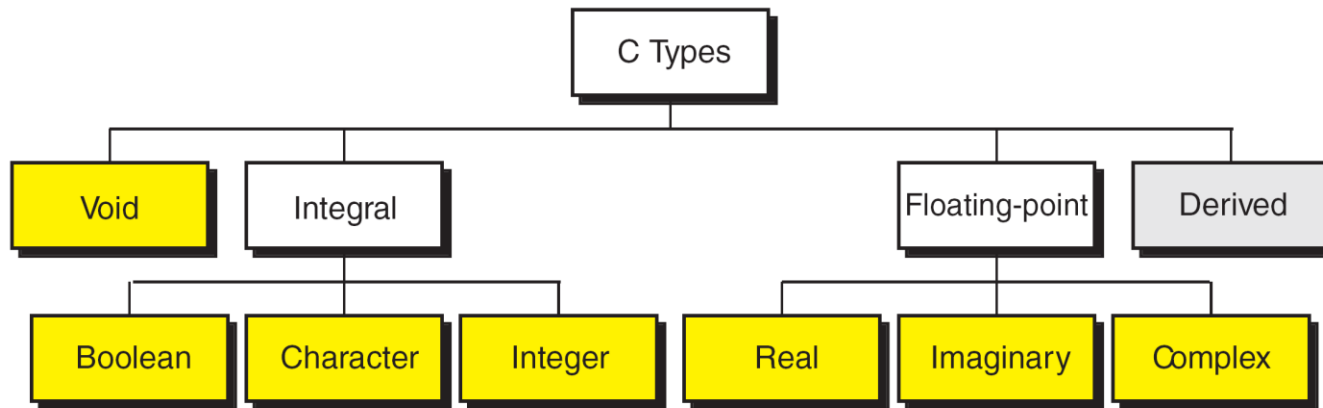 C Types
Void
Integral
Floating-point
Derived
Boolean
Character
Integer
Real
Imaginary
Complex